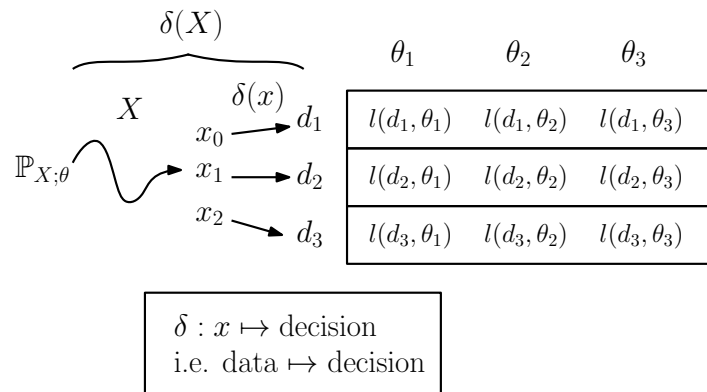 δ(X)
θ₁ θ₂ θ₃
X δ(x)
x₀ d₁ l(d₁, θ₁) l(d₁, θ₂) l(d₁, θ₃)
ℙ_{X;θ} x₁ d₂ l(d₂, θ₁) l(d₂, θ₂) l(d₂, θ₃)
x₂ d₃ l(d₃, θ₁) l(d₃, θ₂) l(d₃, θ₃)
δ : x ↦ decision
i.e. data ↦ decision